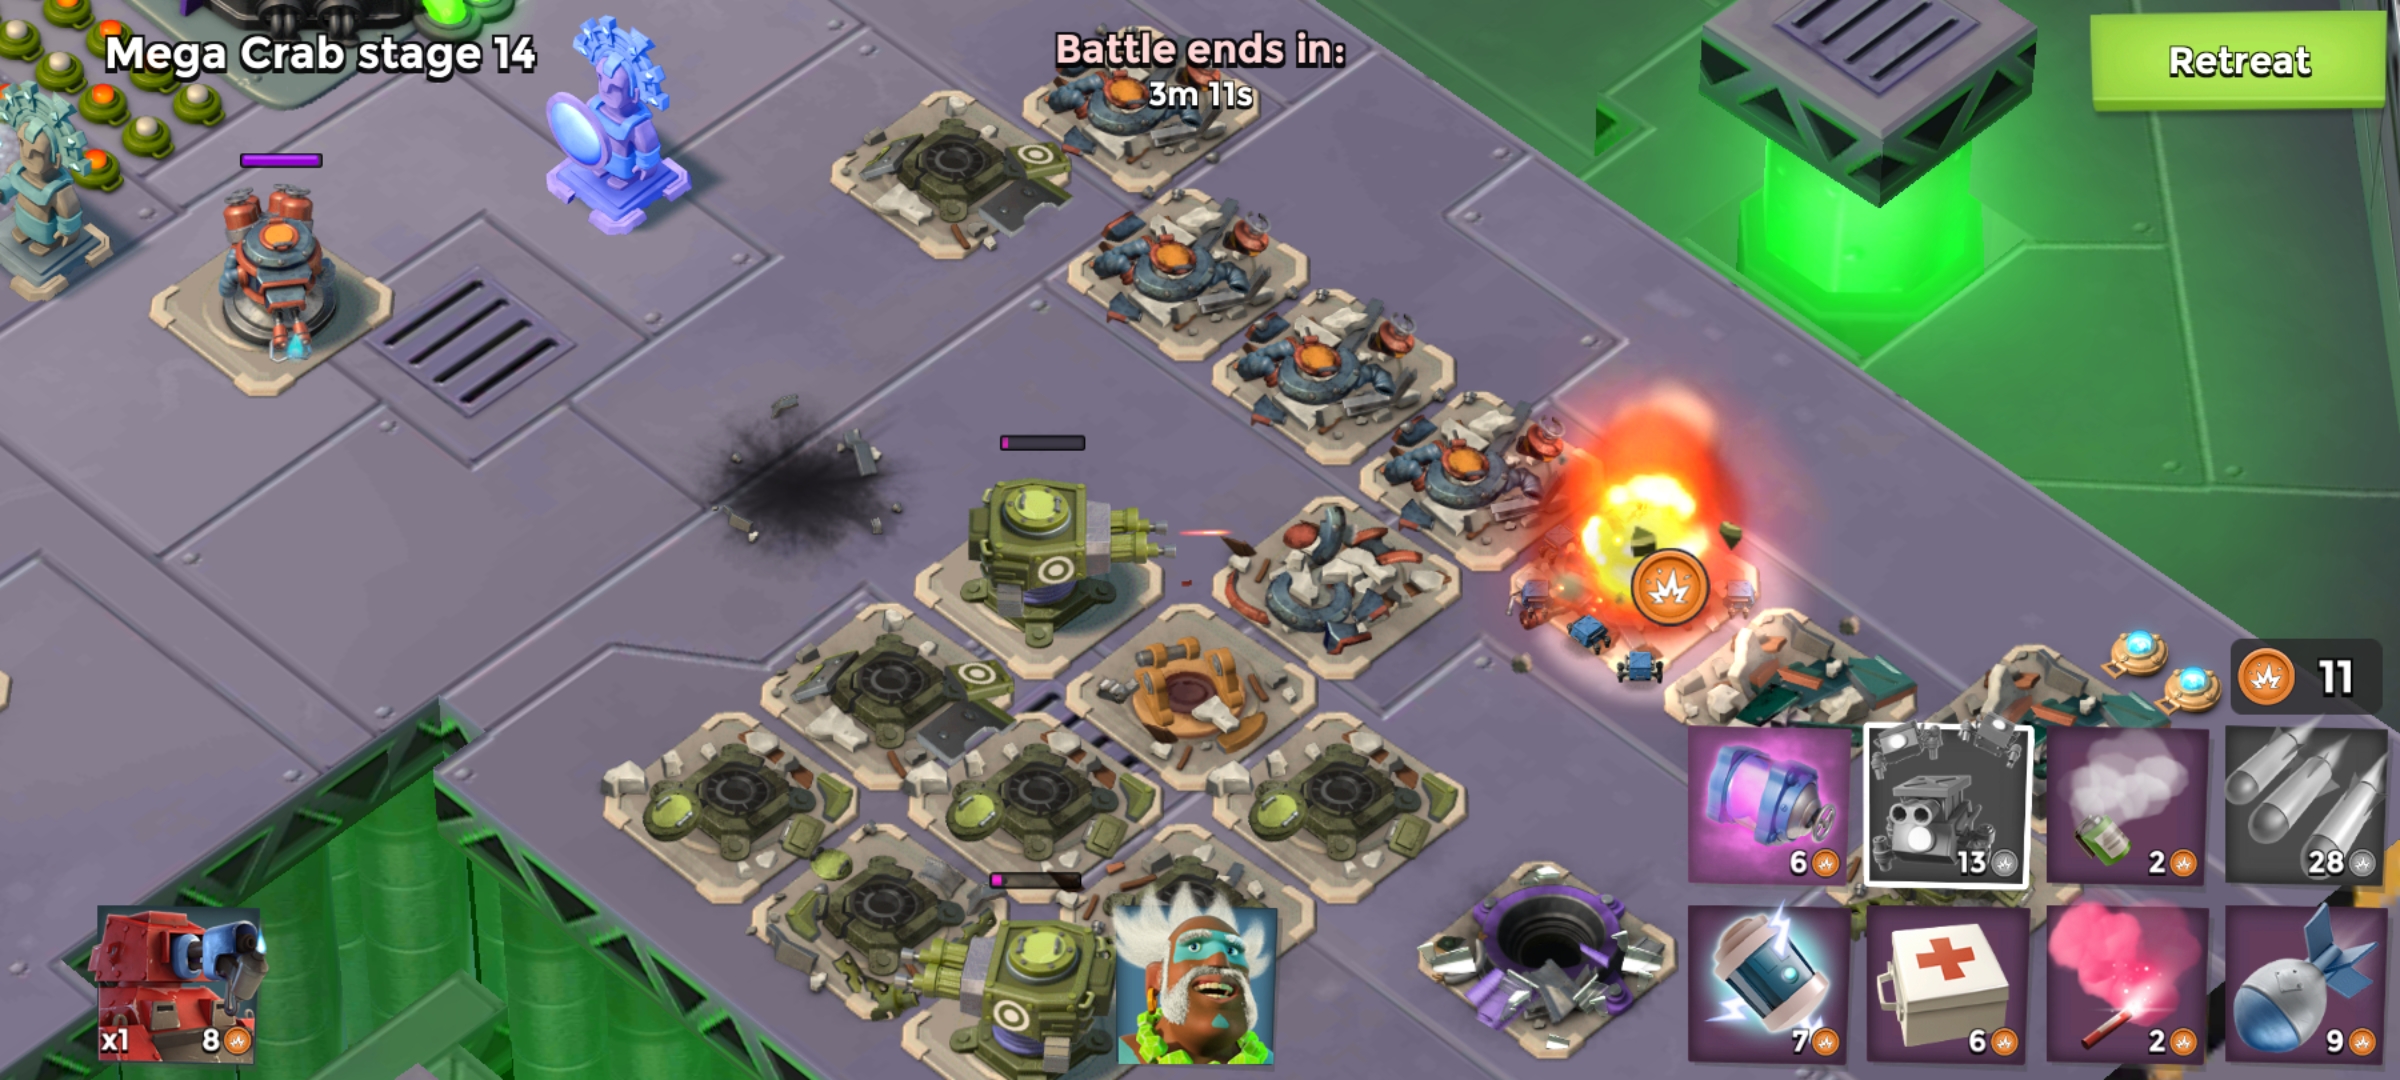 Mega Crab stage 14
Battle ends in:
3m 11s
Retreat
11
6
13
2
28
7
6
2
9
x1 8